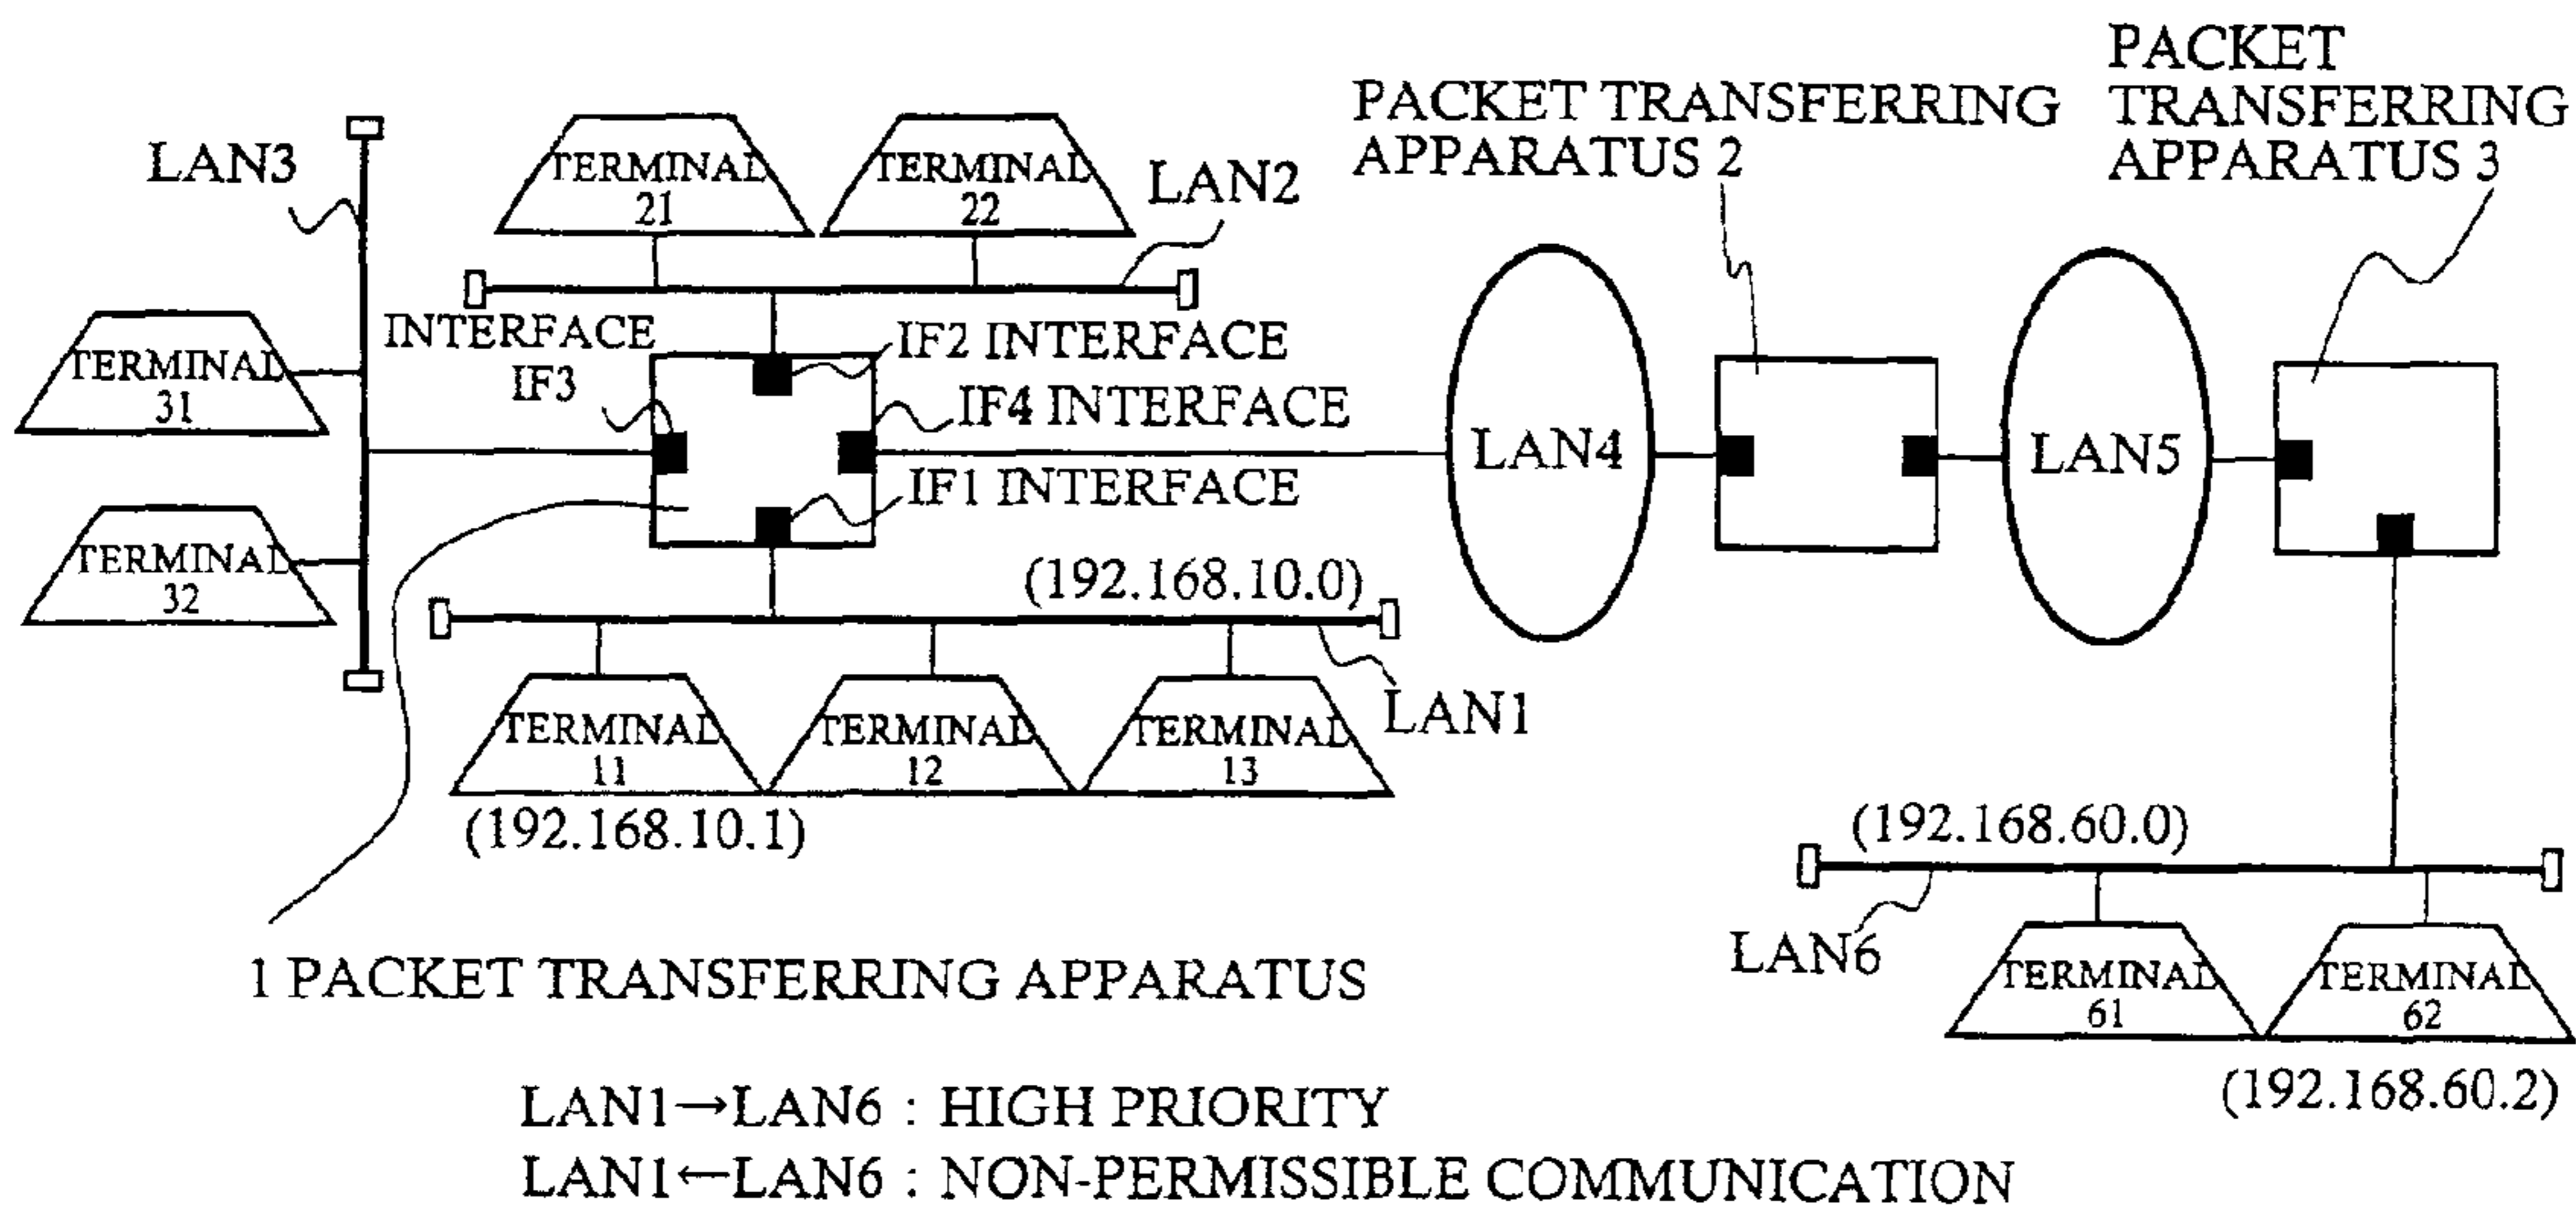 PACKET
TRANSFERRING
APPARATUS 3
PACKET TRANSFERRING
APPARATUS 2
LAN3
TERMINAL
21
TERMINAL
22
LAN2
INTERFACE
IF3
IF2 INTERFACE
IF4 INTERFACE
IF1 INTERFACE
TERMINAL
31
TERMINAL
32
LAN4
LAN5
(192.168.10.0)
LAN1
TERMINAL
11
TERMINAL
12
TERMINAL
13
(192.168.10.1)
(192.168.60.0)
LAN6
TERMINAL
61
TERMINAL
62
(192.168.60.2)
1 PACKET TRANSFERRING APPARATUS
LAN1→LAN6 : HIGH PRIORITY
LAN1←LAN6 : NON-PERMISSIBLE COMMUNICATION